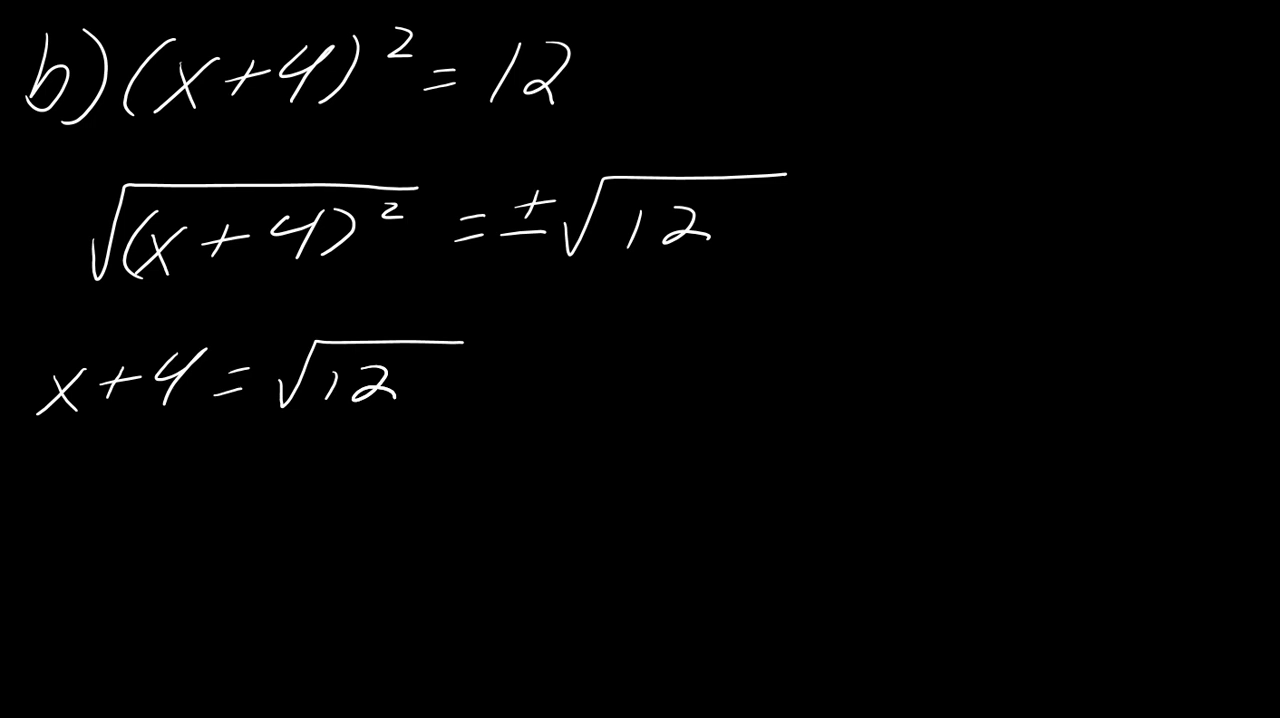 b) (x+4)² = 12
√(x+4)² = ±√12
x+4 = √12